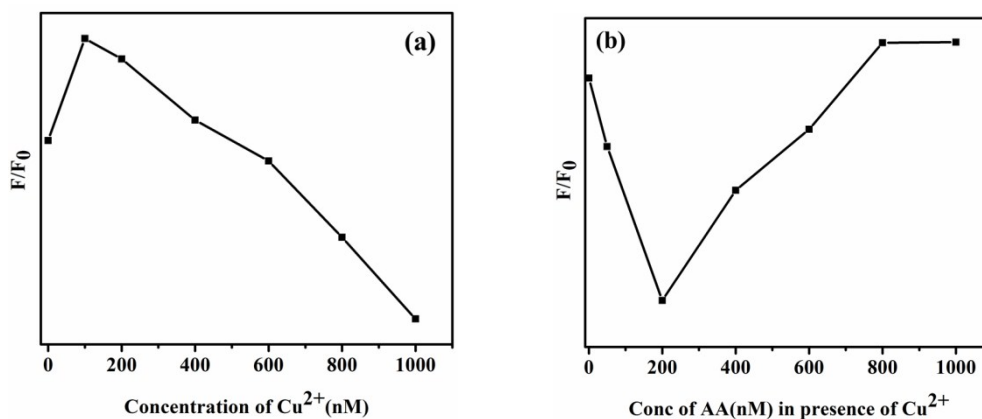 (a)
F/F0
0 200 400 600 800 1000
Concentration of Cu2+(nM)
(b)
F/F0
0 200 400 600 800 1000
Conc of AA(nM) in presence of Cu2+